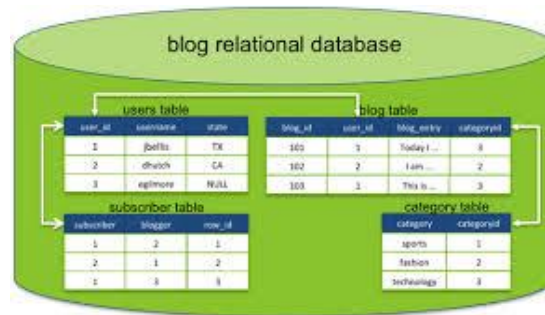 blog relational database
users table
user_id username state
1 jbellis TX
2 dhutch CA
3 egilmore NULL
blog table
blog_id user_id blog_entry categoryid
101 1 Today I ... 3
102 2 I am ... 2
103 1 This is ... 3
subscriber table
subscriber blogger row_id
1 2 1
2 1 2
1 3 3
category table
category categoryid
sports 1
fashion 2
technology 3